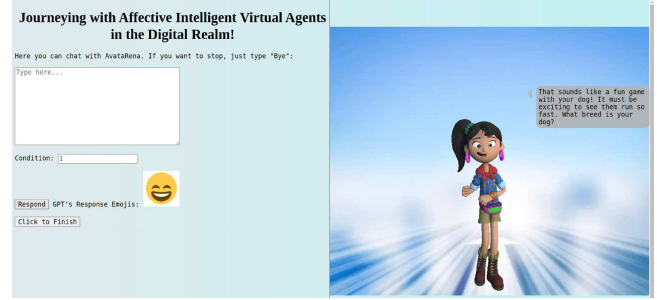 Journeying with Affective Intelligent Virtual Agents
in the Digital Realm!
Here you can chat with AvataRena. If you want to stop, just type "Bye":
Type here...
Condition: 1
Respond GPT's Response Emojis:
Click to Finish
That sounds like a fun game
with your dog! It must be
exciting to see them run so
fast. What breed is your
dog?